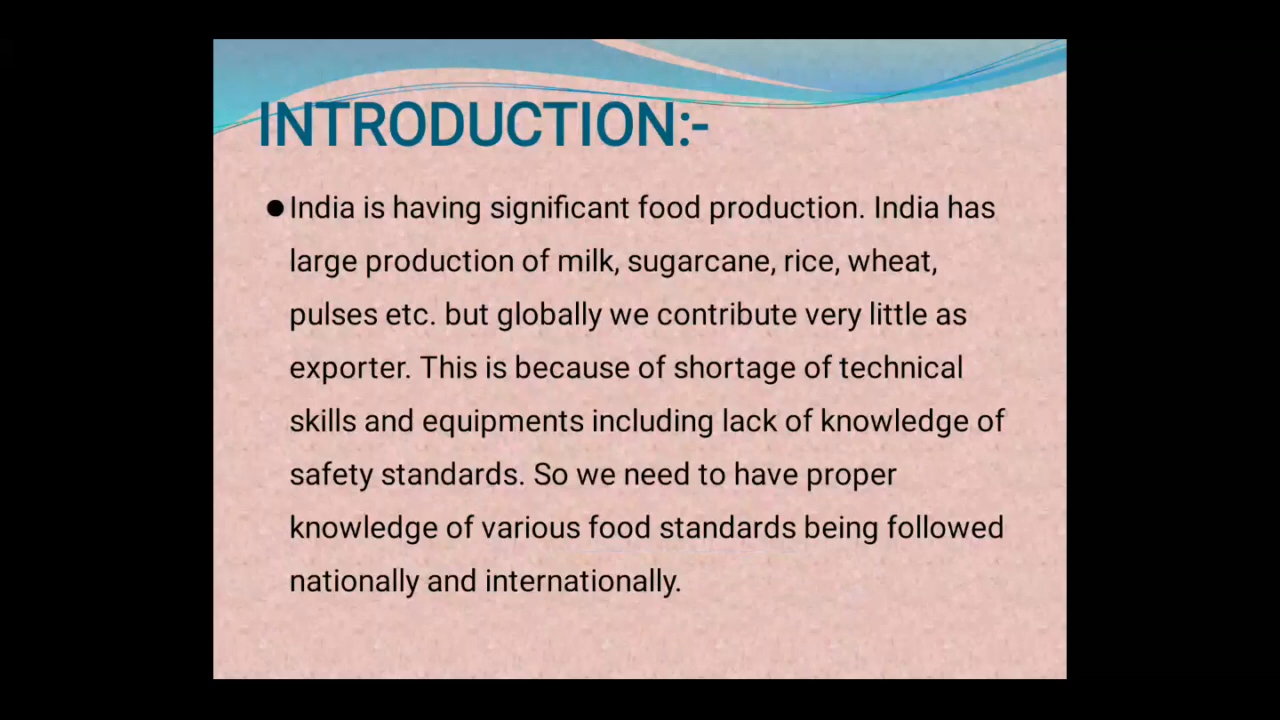 INTRODUCTION:-
●India is having significant food production. India has
large production of milk, sugarcane, rice, wheat,
pulses etc. but globally we contribute very little as
exporter. This is because of shortage of technical
skills and equipments including lack of knowledge of
safety standards. So we need to have proper
knowledge of various food standards being followed
nationally and internationally.